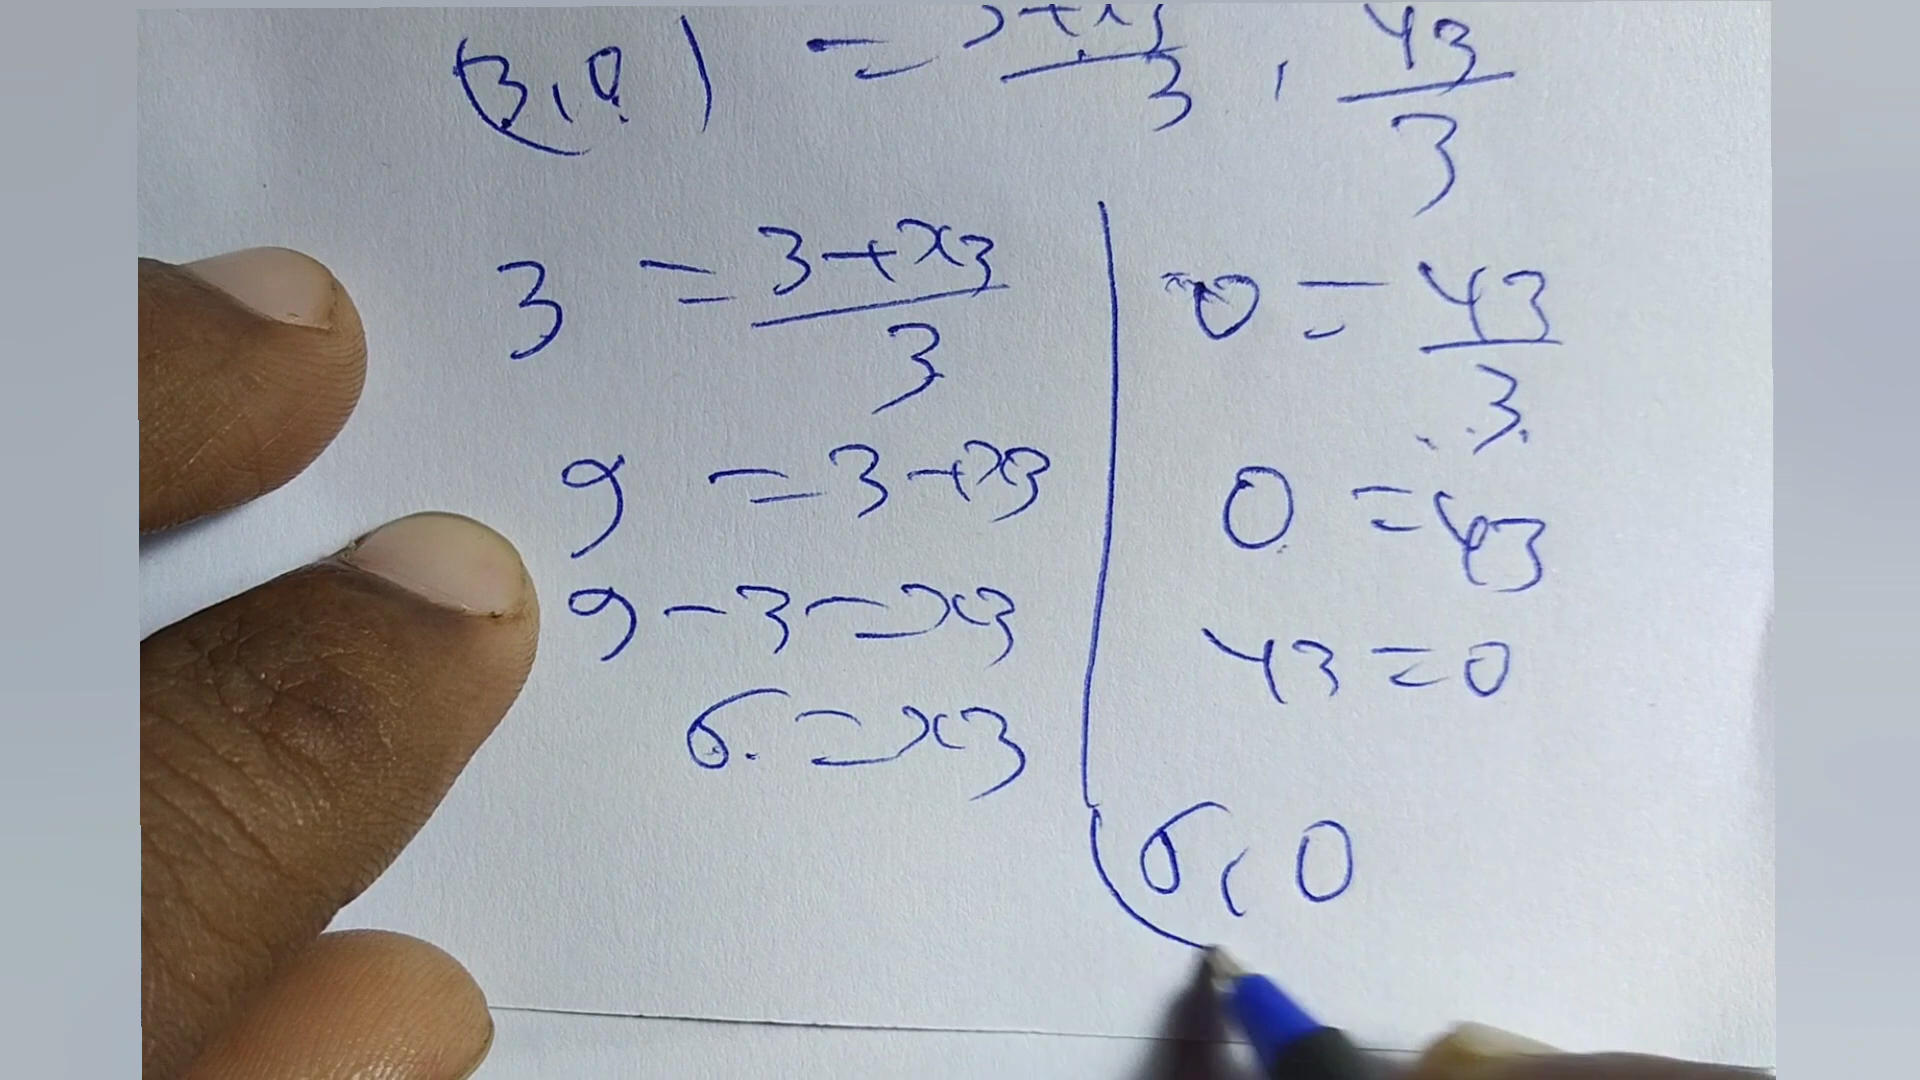 (3, 0) = 3+x3/3, y3/3
3 = 3+x3/3
9 = 3+x3
9-3=x3
6=x3
0 = y3/3
0 = y3
y3=0
(6, 0